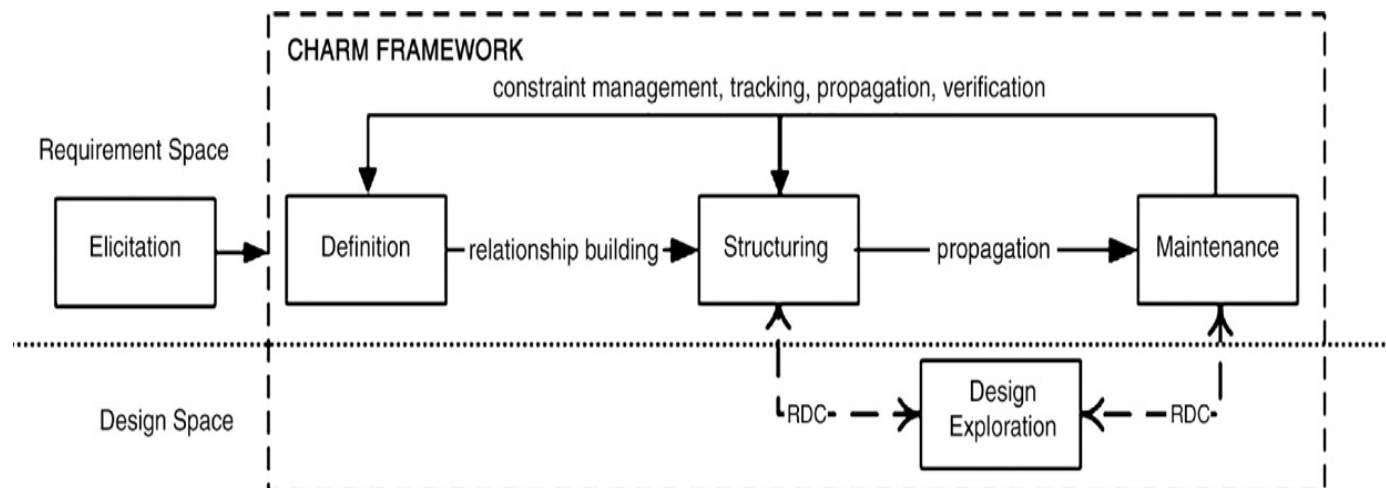 CHARM FRAMEWORK
constraint management, tracking, propagation, verification
Requirement Space
Elicitation
Definition
relationship building
Structuring
propagation
Maintenance
Design Space
RDC
Design
Exploration
RDC